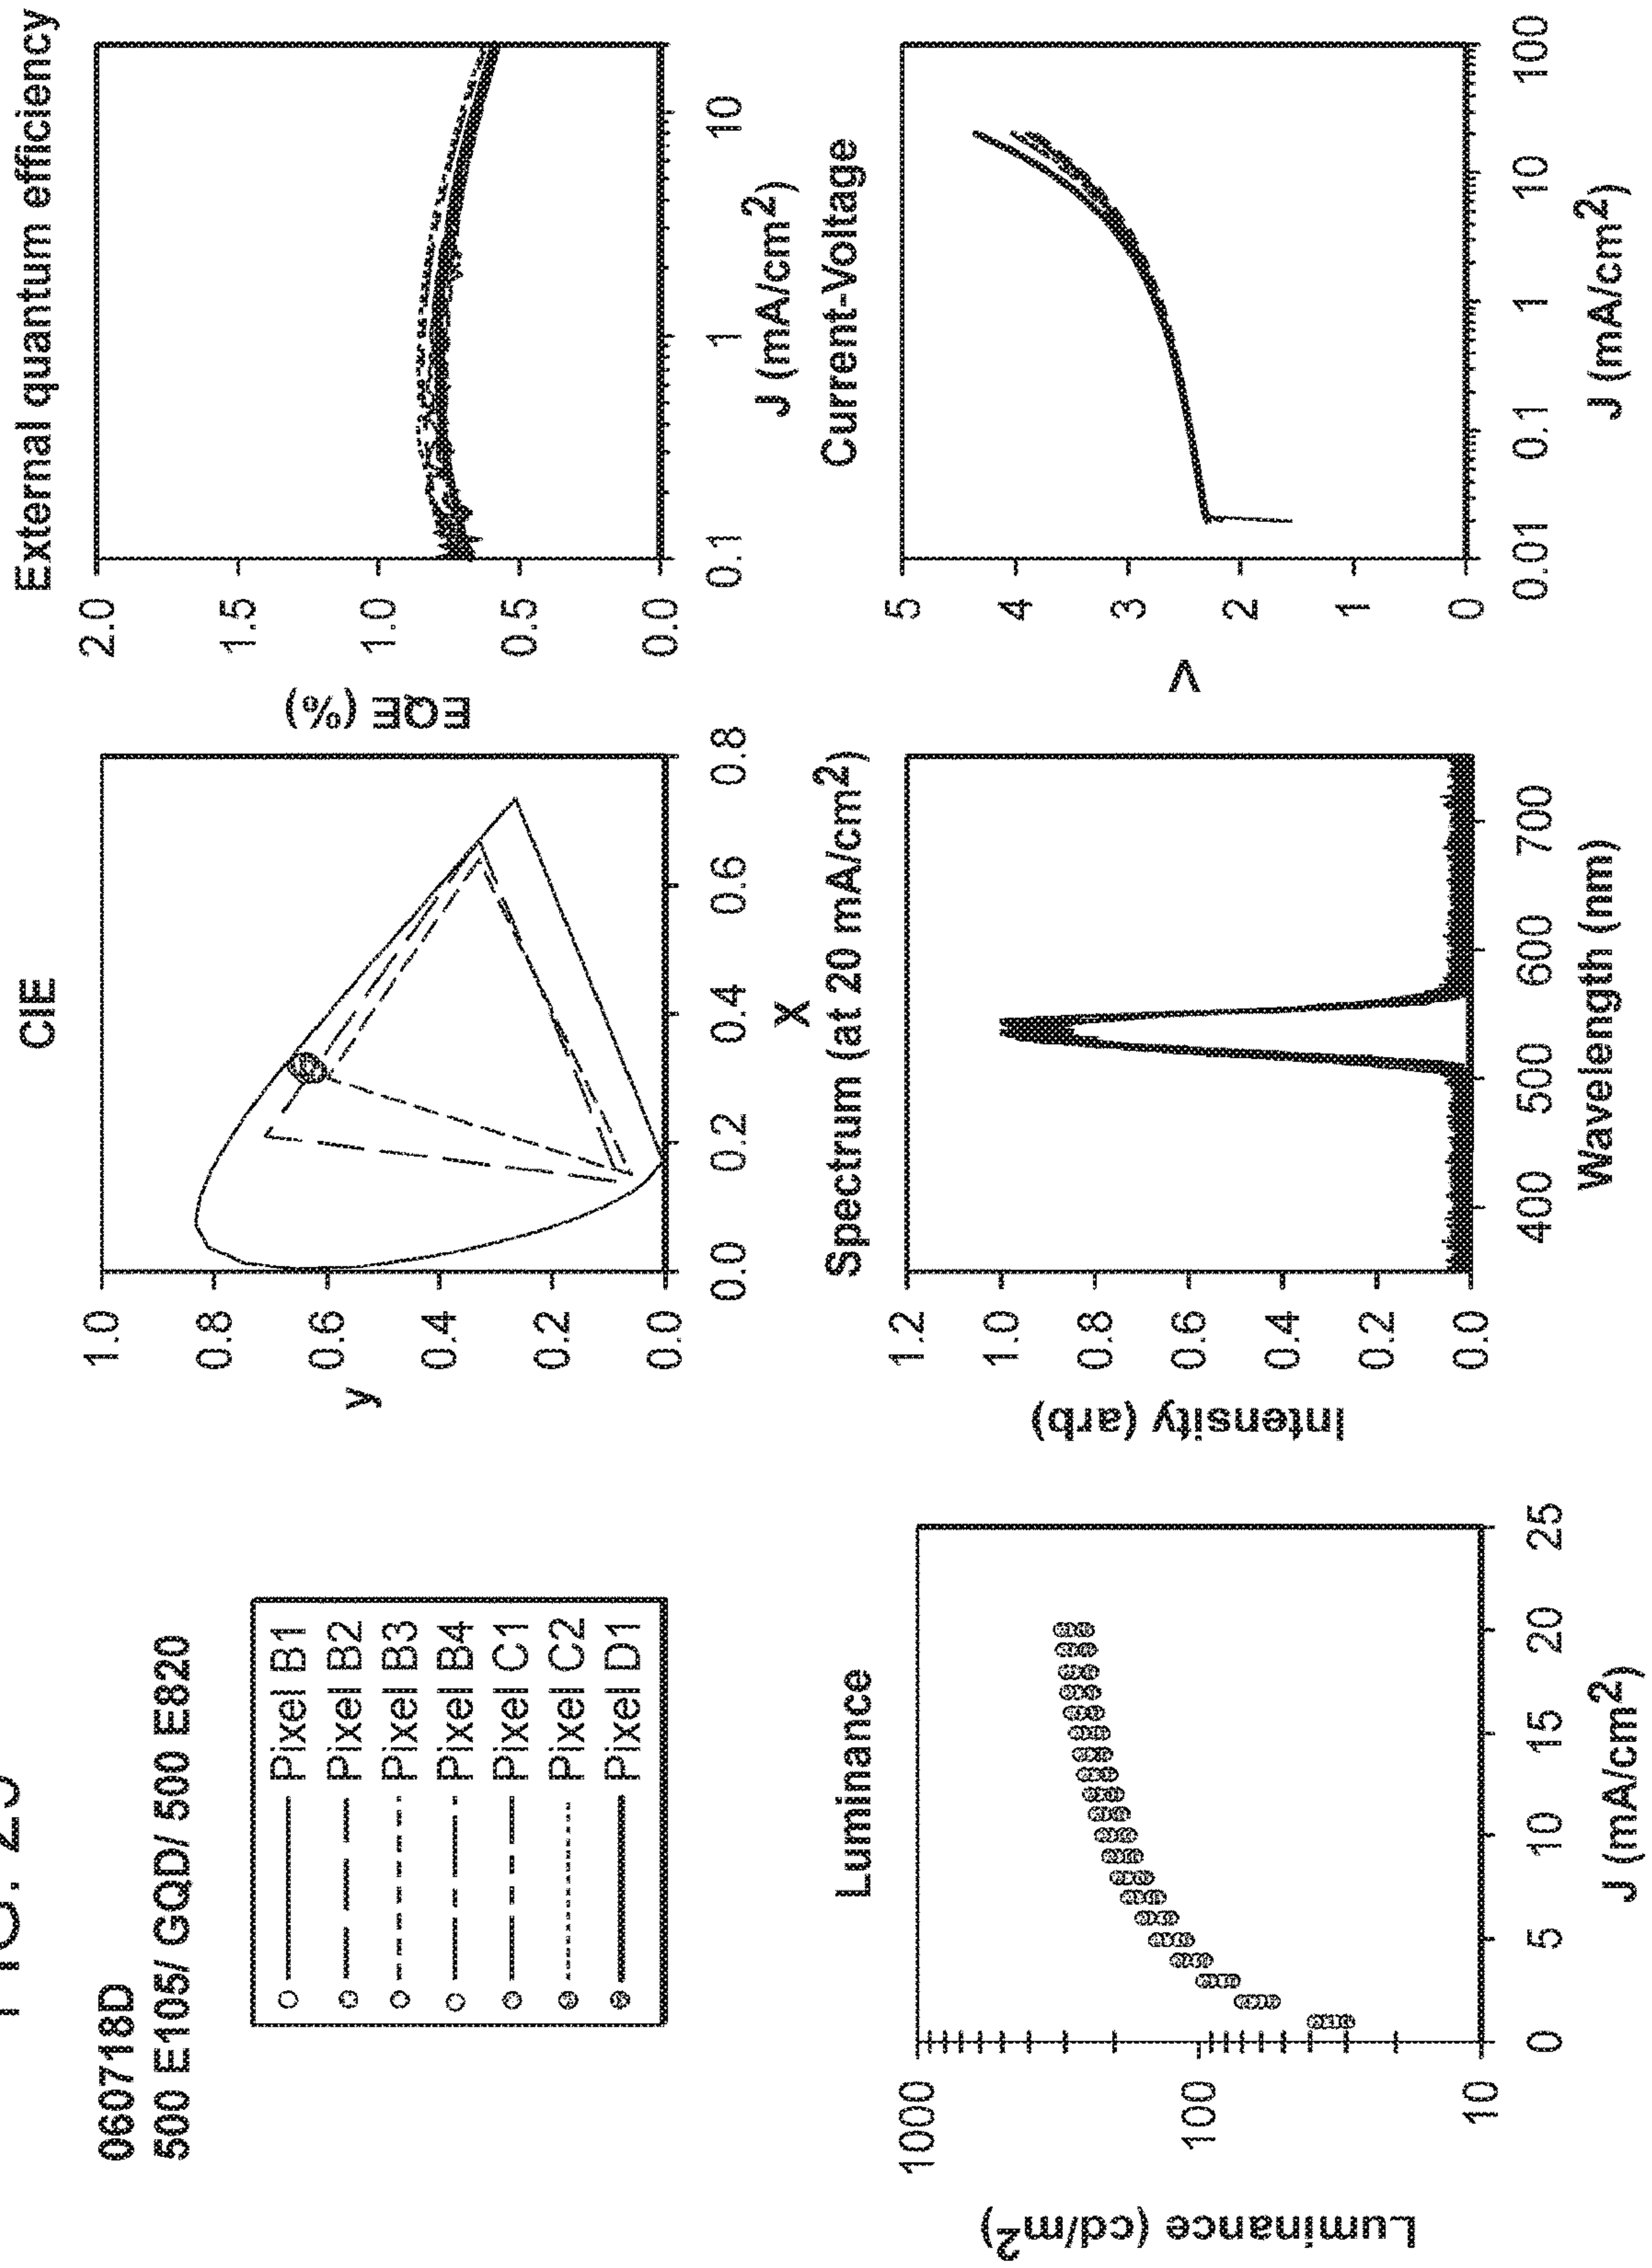 060718D
500 E105/ GQD/ 500 E820
Pixel B1
Pixel B2
Pixel B3
Pixel B4
Pixel C1
Pixel C2
Pixel D1
CIE
y
1.0
0.8
0.6
0.4
0.2
0.0
0.0 0.2 0.4 0.6 0.8
X
External quantum efficiency
EQE (%)
2.0
1.5
1.0
0.5
0.0
0.1 1 10
J (mA/cm2)
Luminance
Luminance (cd/m2)
1000
100
10
0 5 10 15 20 25
J (mA/cm2)
Spectrum (at 20 mA/cm2)
Intensity (arb)
1.2
1.0
0.8
0.6
0.4
0.2
0.0
400 500 600 700
Wavelength (nm)
Current-Voltage
V
5
4
3
2
1
0
0.01 0.1 1 10 100
J (mA/cm2)